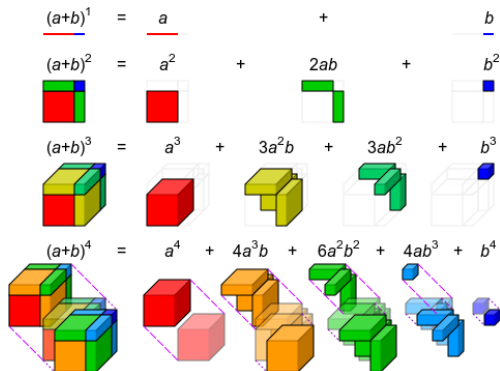 (a+b)¹ = a + b
(a+b)² = a² + 2ab + b²
(a+b)³ = a³ + 3a²b + 3ab² + b³
(a+b)⁴ = a⁴ + 4a³b + 6a²b² + 4ab³ + b⁴